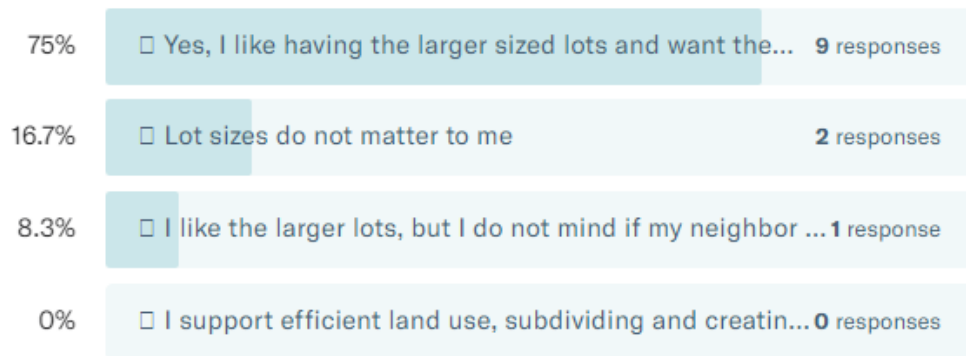 75% □ Yes, I like having the larger sized lots and want the... 9 responses
16.7% □ Lot sizes do not matter to me 2 responses
8.3% □ I like the larger lots, but I do not mind if my neighbor ... 1 response
0% □ I support efficient land use, subdividing and creatin... 0 responses